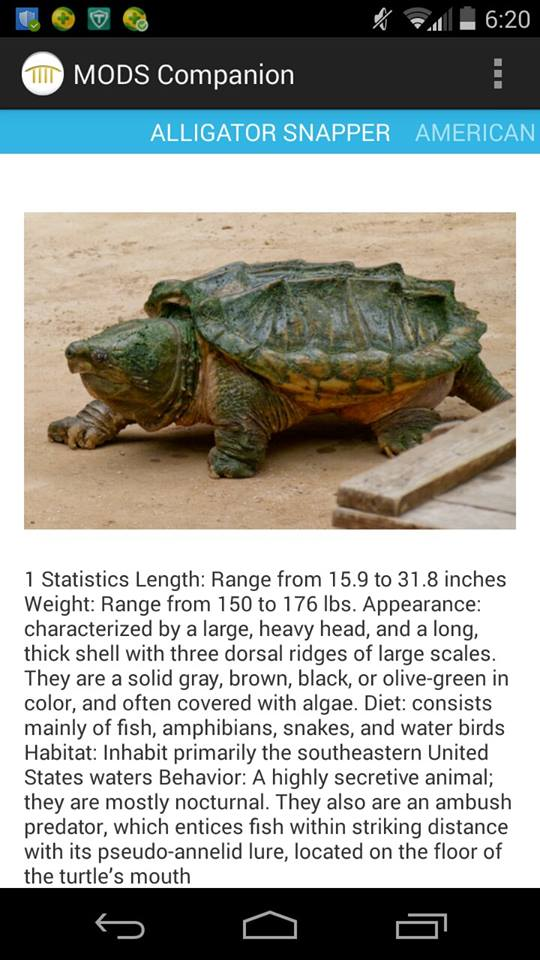 6:20
MODS Companion
ALLIGATOR SNAPPER AMERICAN
1 Statistics Length: Range from 15.9 to 31.8 inches
Weight: Range from 150 to 176 lbs. Appearance:
characterized by a large, heavy head, and a long,
thick shell with three dorsal ridges of large scales.
They are a solid gray, brown, black, or olive-green in
color, and often covered with algae. Diet: consists
mainly of fish, amphibians, snakes, and water birds
Habitat: Inhabit primarily the southeastern United
States waters Behavior: A highly secretive animal;
they are mostly nocturnal. They also are an ambush
predator, which entices fish within striking distance
with its pseudo-annelid lure, located on the floor of
the turtle’s mouth